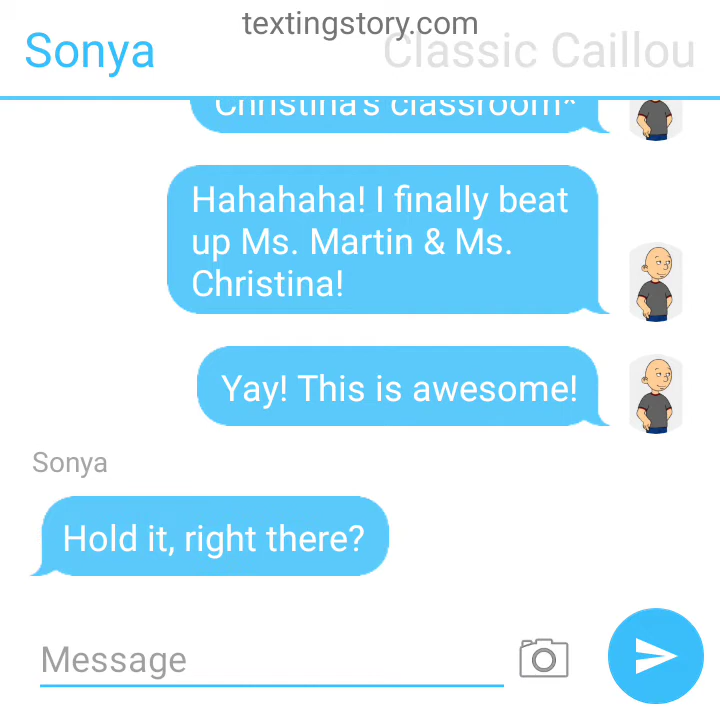 textingstory.com
Sonya
Classic Caillou
Christina's classroom*
Hahahaha! I finally beat
up Ms. Martin & Ms.
Christina!
Yay! This is awesome!
Sonya
Hold it, right there?
Message